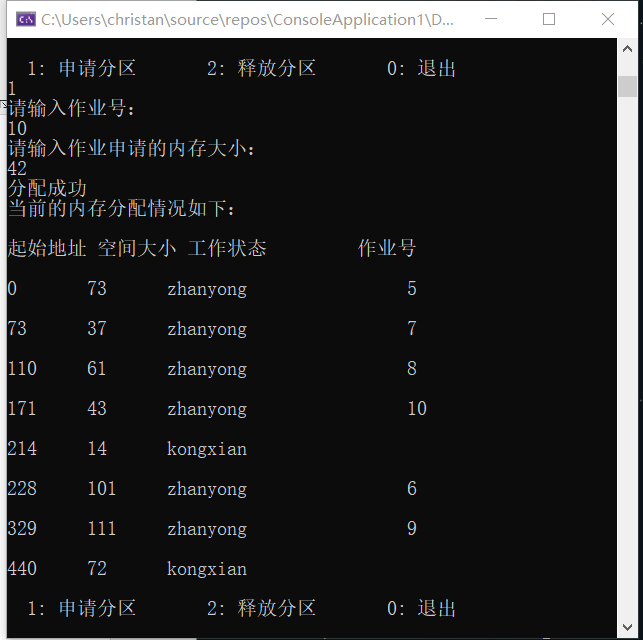 C:\Users\christan\source\repos\ConsoleApplication1\D...
1: 申请分区 2: 释放分区 0: 退出
1
请输入作业号:
10
请输入作业申请的内存大小:
42
分配成功
当前的内存分配情况如下:
起始地址 空间大小 工作状态 作业号
0 73 zhanyong 5
73 37 zhanyong 7
110 61 zhanyong 8
171 43 zhanyong 10
214 14 kongxian
228 101 zhanyong 6
329 111 zhanyong 9
440 72 kongxian
1: 申请分区 2: 释放分区 0: 退出